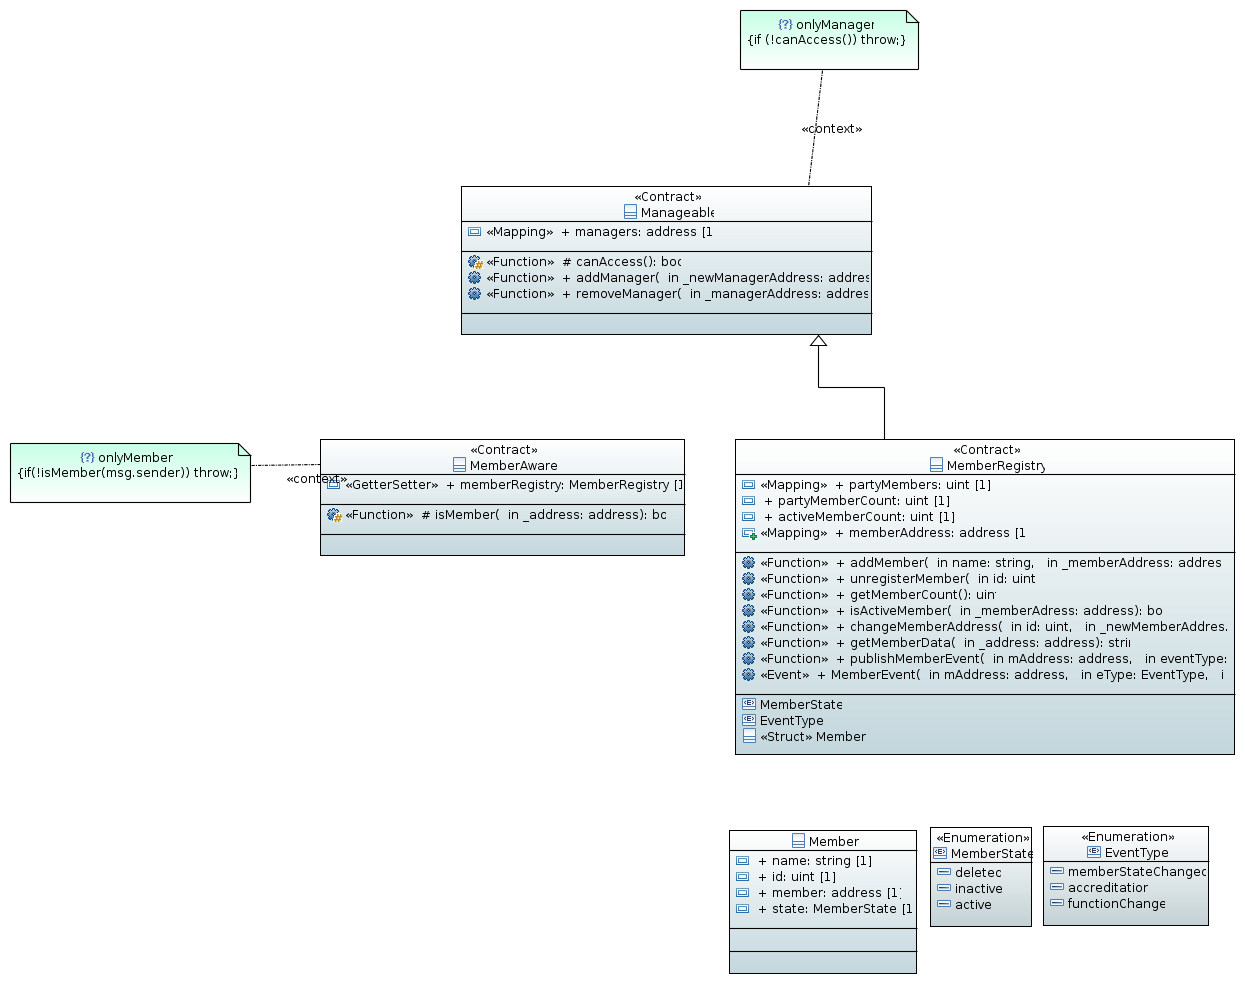 {?} onlyManager
{if (!canAccess()) throw;}
«context»
«Contract»
Manageable
«Mapping» + managers: address [1
«Function» # canAccess(): boo
«Function» + addManager( in _newManagerAddress: addres
«Function» + removeManager( in _managerAddress: addres
{?} onlyMember
{if(!isMember(msg.sender)) throw;}
«context»
«Contract»
MemberAware
«GetterSetter» + memberRegistry: MemberRegistry [1
«Function» # isMember( in _address: address): bo
«Contract»
MemberRegistry
«Mapping» + partyMembers: uint [1]
+ partyMemberCount: uint [1]
+ activeMemberCount: uint [1]
«Mapping» + memberAddress: address [1
«Function» + addMember( in name: string, in _memberAddress: addres
«Function» + unregisterMember( in id: uint
«Function» + getMemberCount(): uint
«Function» + isActiveMember( in _memberAdress: address): bo
«Function» + changeMemberAddress( in id: uint, in _newMemberAddres.
«Function» + getMemberData( in _address: address): strin
«Function» + publishMemberEvent( in mAddress: address, in eventType:
«Event» + MemberEvent( in mAddress: address, in eType: EventType, i
MemberState
EventType
«Struct» Member
Member
+ name: string [1]
+ id: uint [1]
+ member: address [1]
+ state: MemberState [1
«Enumeration»
MemberState
deleted
inactive
active
«Enumeration»
EventType
memberStateChanged
accreditation
functionChange